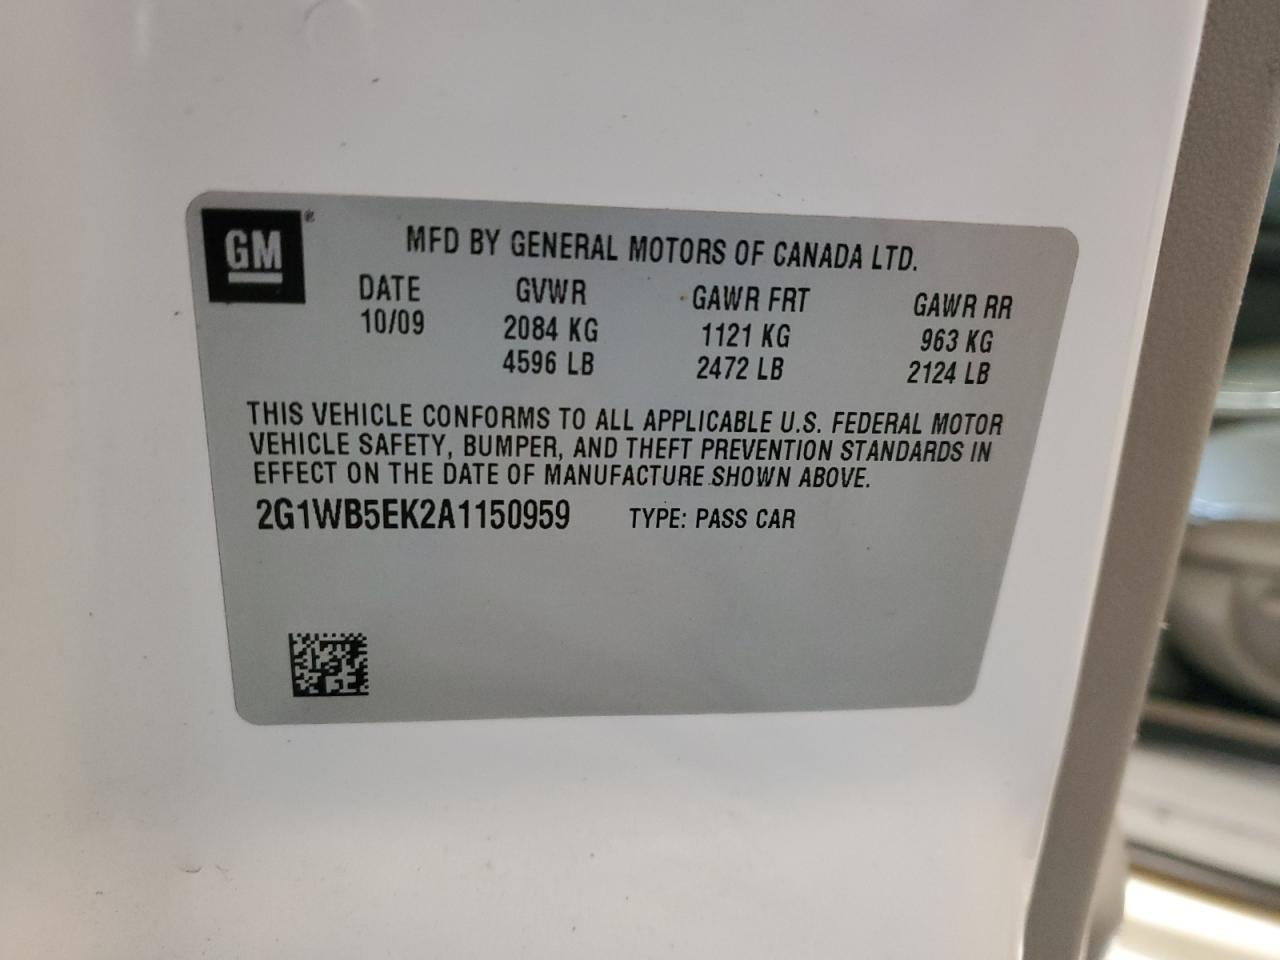 GM®
MFD BY GENERAL MOTORS OF CANADA LTD.
DATE GVWR GAWR FRT GAWR RR
10/09 2084 KG 1121 KG 963 KG
4596 LB 2472 LB 2124 LB
THIS VEHICLE CONFORMS TO ALL APPLICABLE U.S. FEDERAL MOTOR
VEHICLE SAFETY, BUMPER, AND THEFT PREVENTION STANDARDS IN
EFFECT ON THE DATE OF MANUFACTURE SHOWN ABOVE.
2G1WB5EK2A1150959 TYPE: PASS CAR